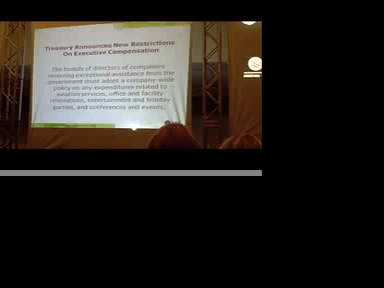 Treasury Announces New Restrictions
On Executive Compensation
The boards of directors of companies
receiving exceptional assistance from the
government must adopt a company-wide
policy on any expenditures related to
aviation services, office and facility
renovations, entertainment and holiday
parties, and conferences and events.